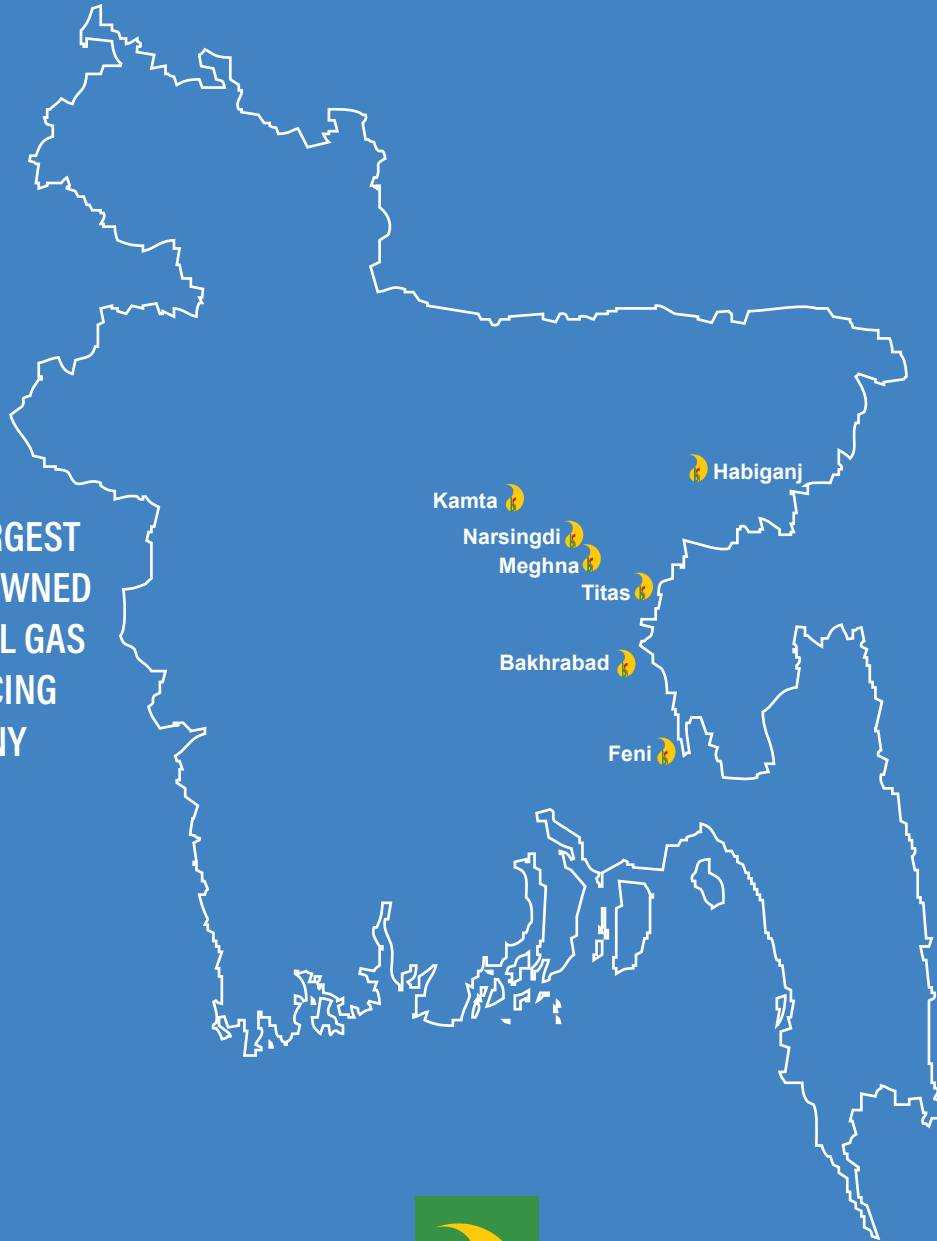 RGEST
WNED
L GAS
CING
NY
Habiganj
Kamta
Narsingdi
Meghna
Titas
Bakhrabad
Feni